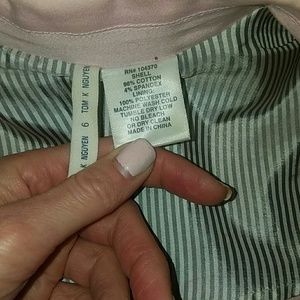 RN# 104370
SHELL
96% COTTON
4% SPANDEX
LINING:
100% POLYESTER
MACHINE WASH COLD
TUMBLE DRY LOW
NO BLEACH
OR DRY CLEAN
MADE IN CHINA
K NGUYEN 6 TOM K NGUYEN